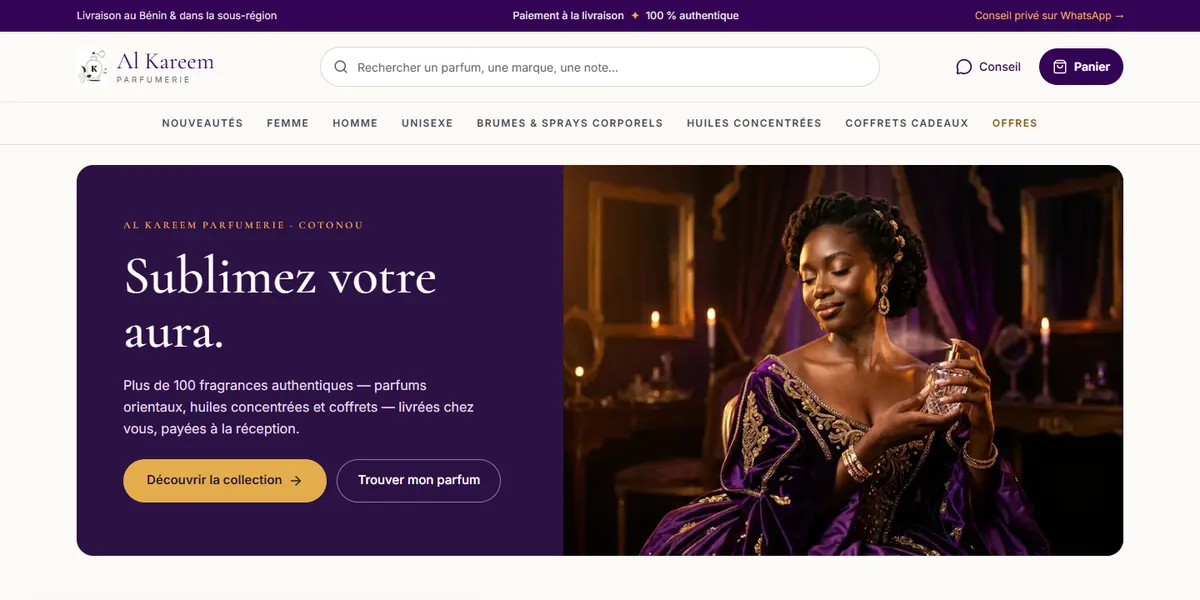 Livraison au Bénin & dans la sous-région
Paiement à la livraison ✦ 100 % authentique
Conseil privé sur WhatsApp →
K
Al Kareem
PARFUMERIE
Rechercher un parfum, une marque, une note...
Conseil
Panier
NOUVEAUTÉS
FEMME
HOMME
UNISEXE
BRUMES & SPRAYS CORPORELS
HUILES CONCENTRÉES
COFFRETS CADEAUX
OFFRES
AL KAREEM PARFUMERIE · COTONOU
Sublimez votre
aura.
Plus de 100 fragrances authentiques — parfums
orientaux, huiles concentrées et coffrets — livrées chez
vous, payées à la réception.
Découvrir la collection →
Trouver mon parfum